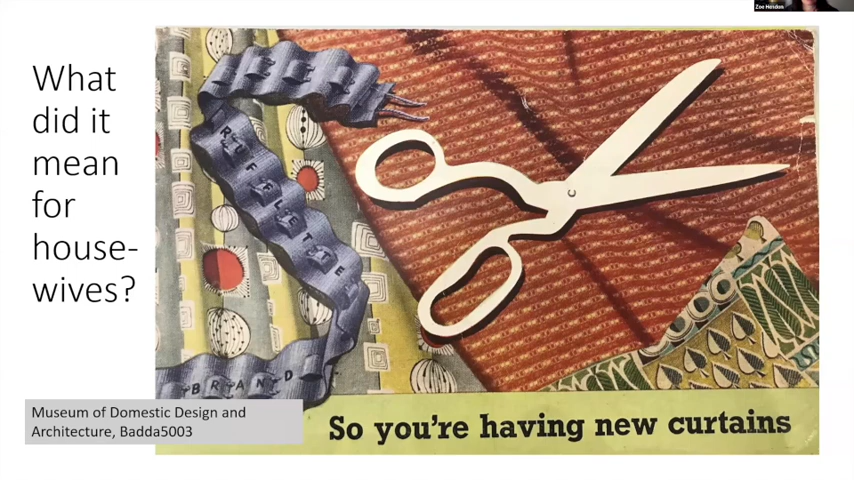 Zoe Hendon
What
did it
mean
for
house-
wives?
RUFFLETTE
BRAND
Museum of Domestic Design and
Architecture, Badda5003
So you're having new curtains